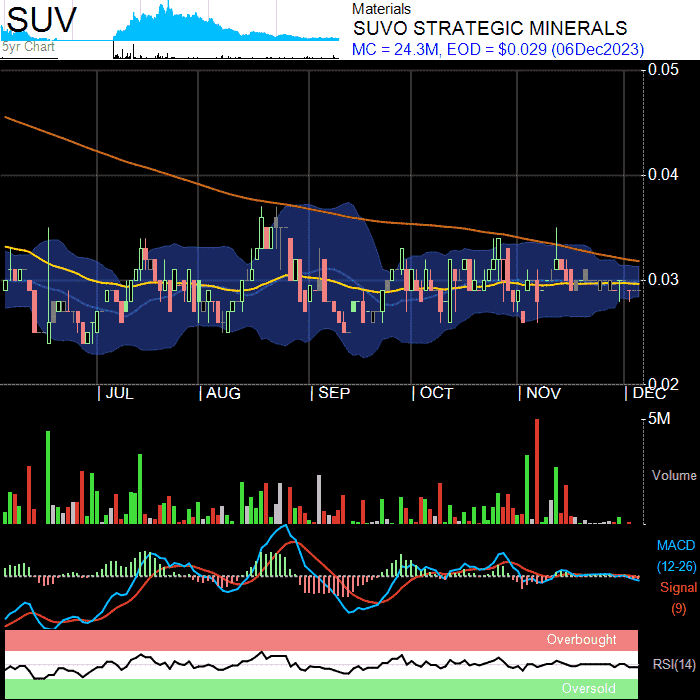 SUV
5yr Chart
Materials
SUVO STRATEGIC MINERALS
MC = 24.3M, EOD = $0.029 (06Dec2023)
0.05
0.04
0.03
0.02
| JUL | AUG | SEP | OCT | NOV | DEC
5M
Volume
MACD
(12-26)
Signal
(9)
Overbought
RSI(14)
Oversold